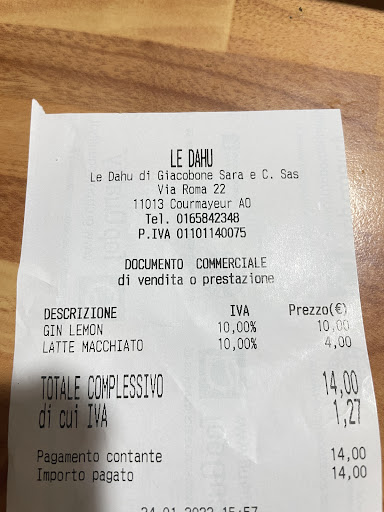 LE DAHU
Le Dahu di Giacobone Sara e C. Sas
Via Roma 22
11013 Courmayeur AO
Tel. 0165842348
P.IVA 01101140075
DOCUMENTO COMMERCIALE
di vendita o prestazione
DESCRIZIONE IVA Prezzo(€)
GIN LEMON 10,00% 10,00
LATTE MACCHIATO 10,00% 4,00
TOTALE COMPLESSIVO 14,00
di cui IVA 1,27
Pagamento contante 14,00
Importo pagato 14,00